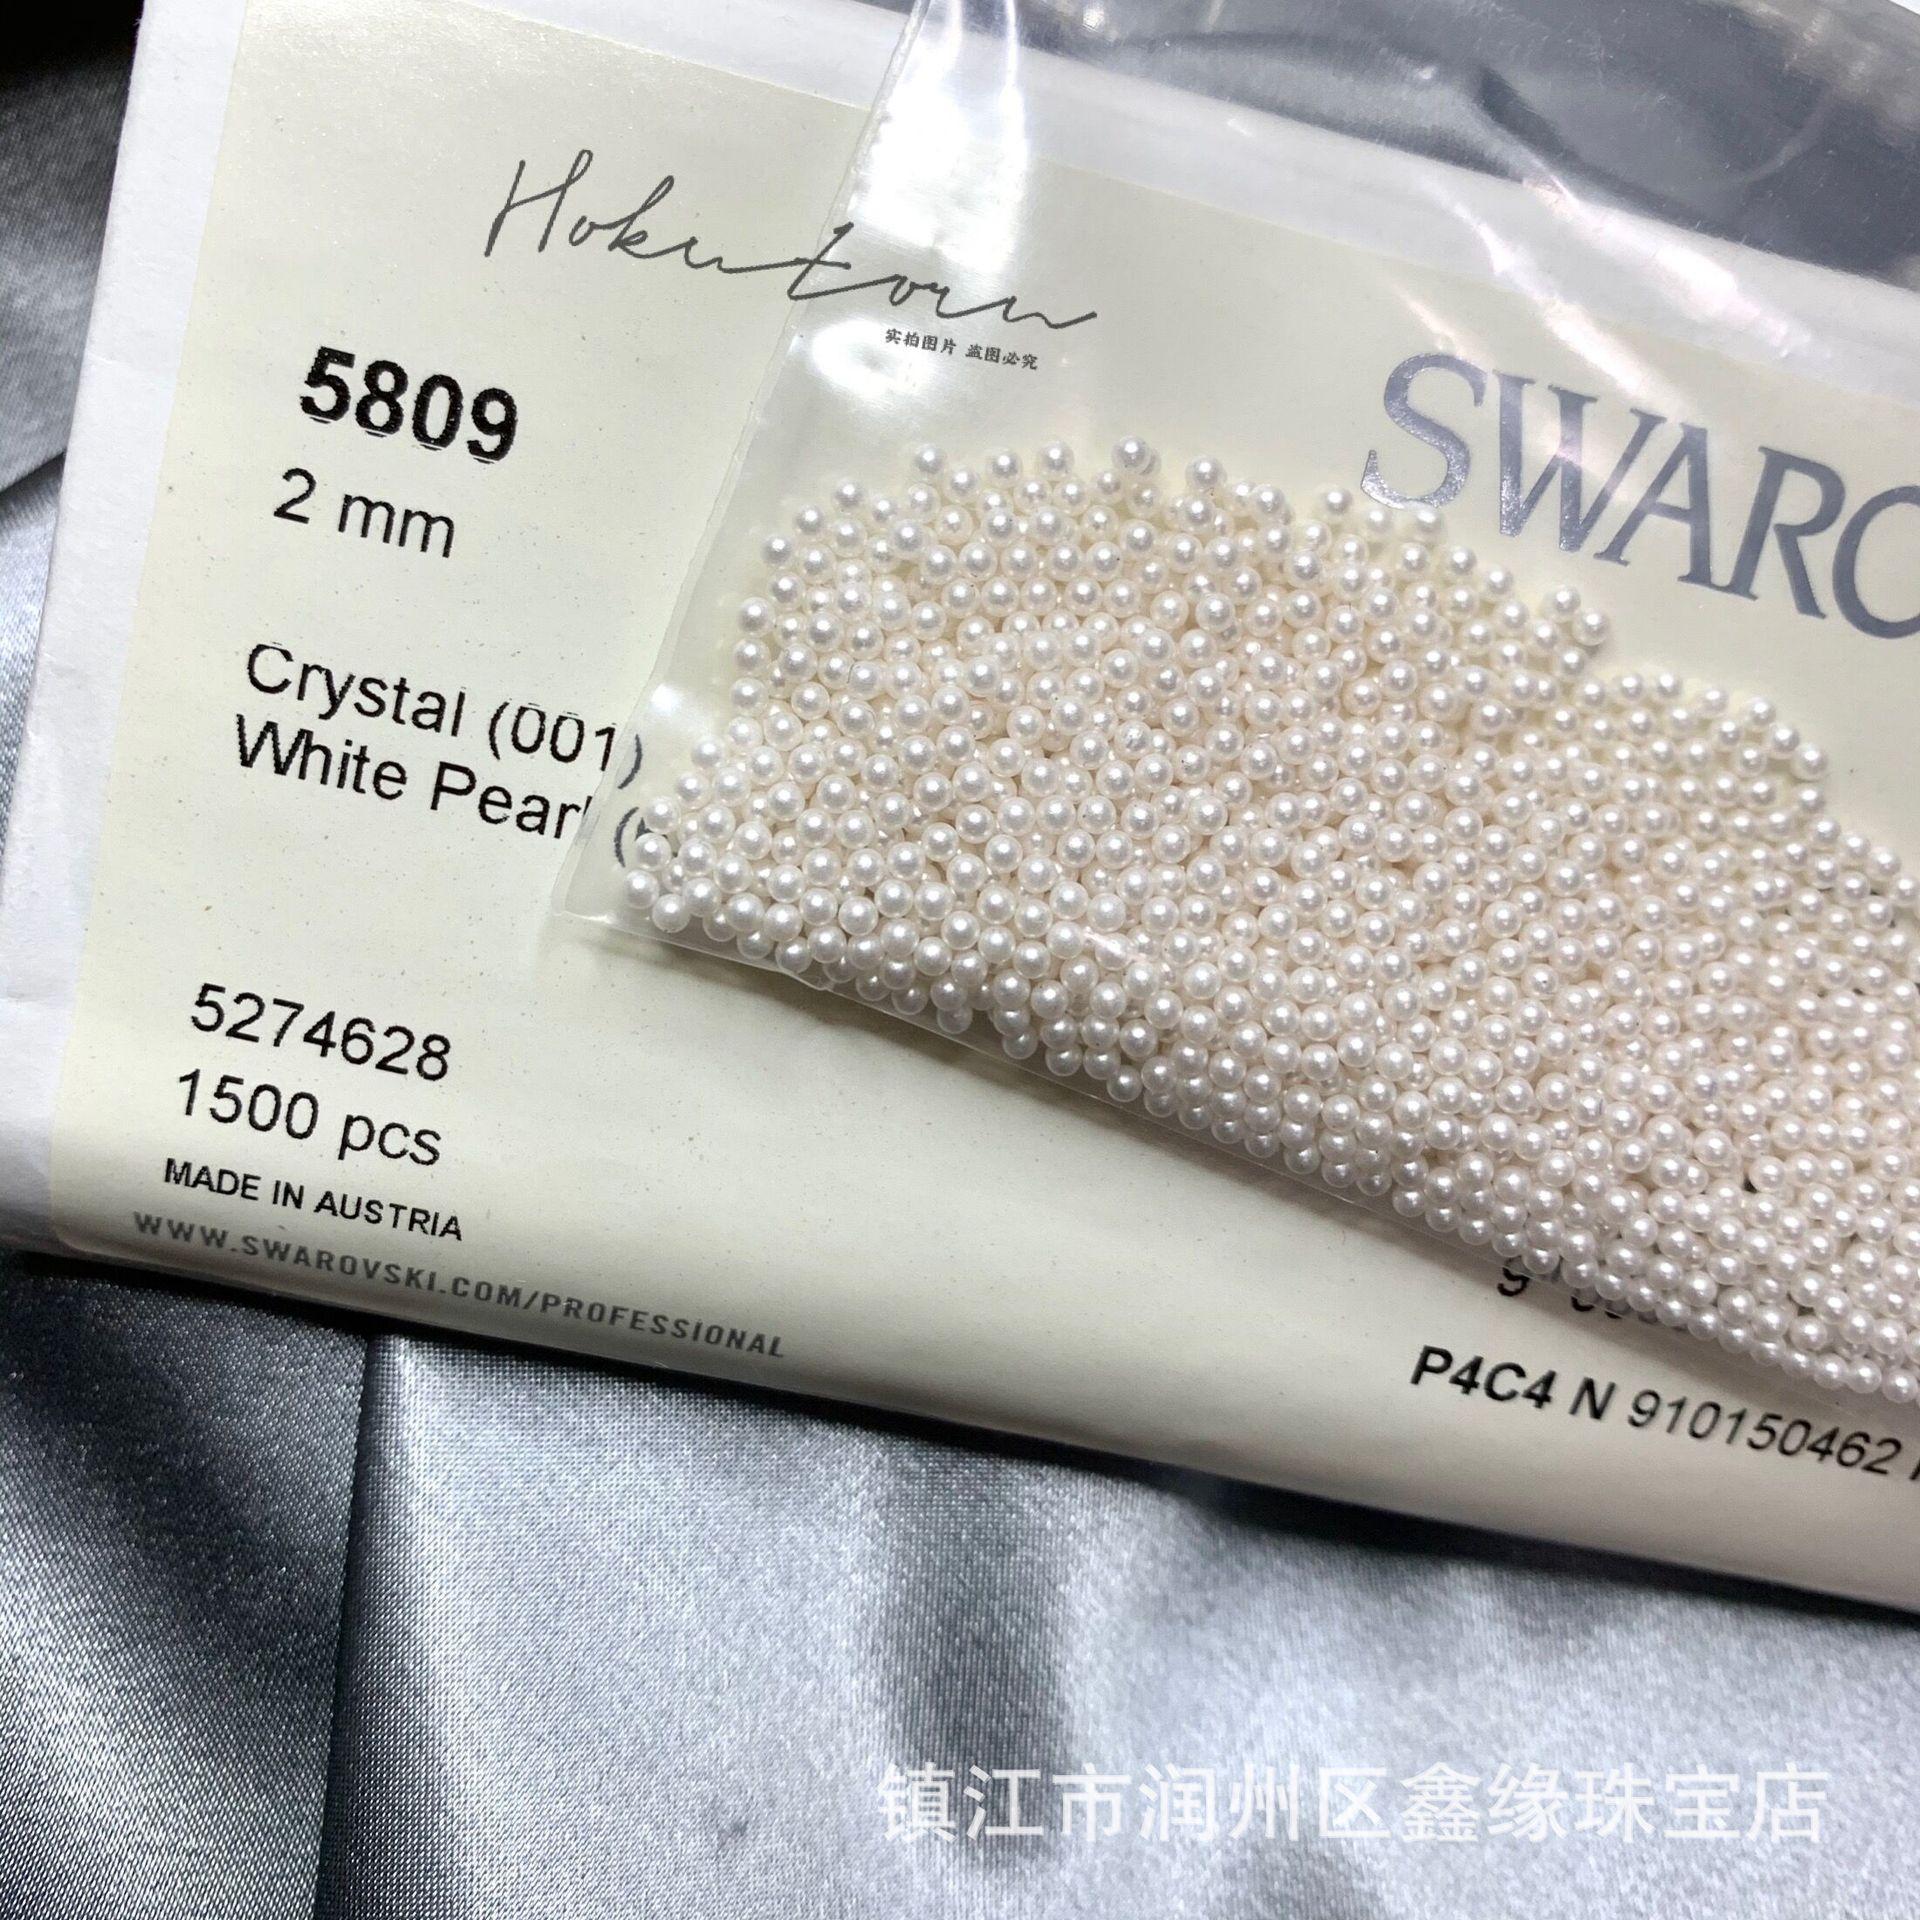 Hokutoru
实拍图片 盗图必究
5809
2 mm
SWARO
Crystal (001)
White Pearl
5274628
1500 pcs
MADE IN AUSTRIA
WWW.SWAROVSKI.COM/PROFESSIONAL
P4C4 N 910150462
镇江市润州区鑫缘珠宝店